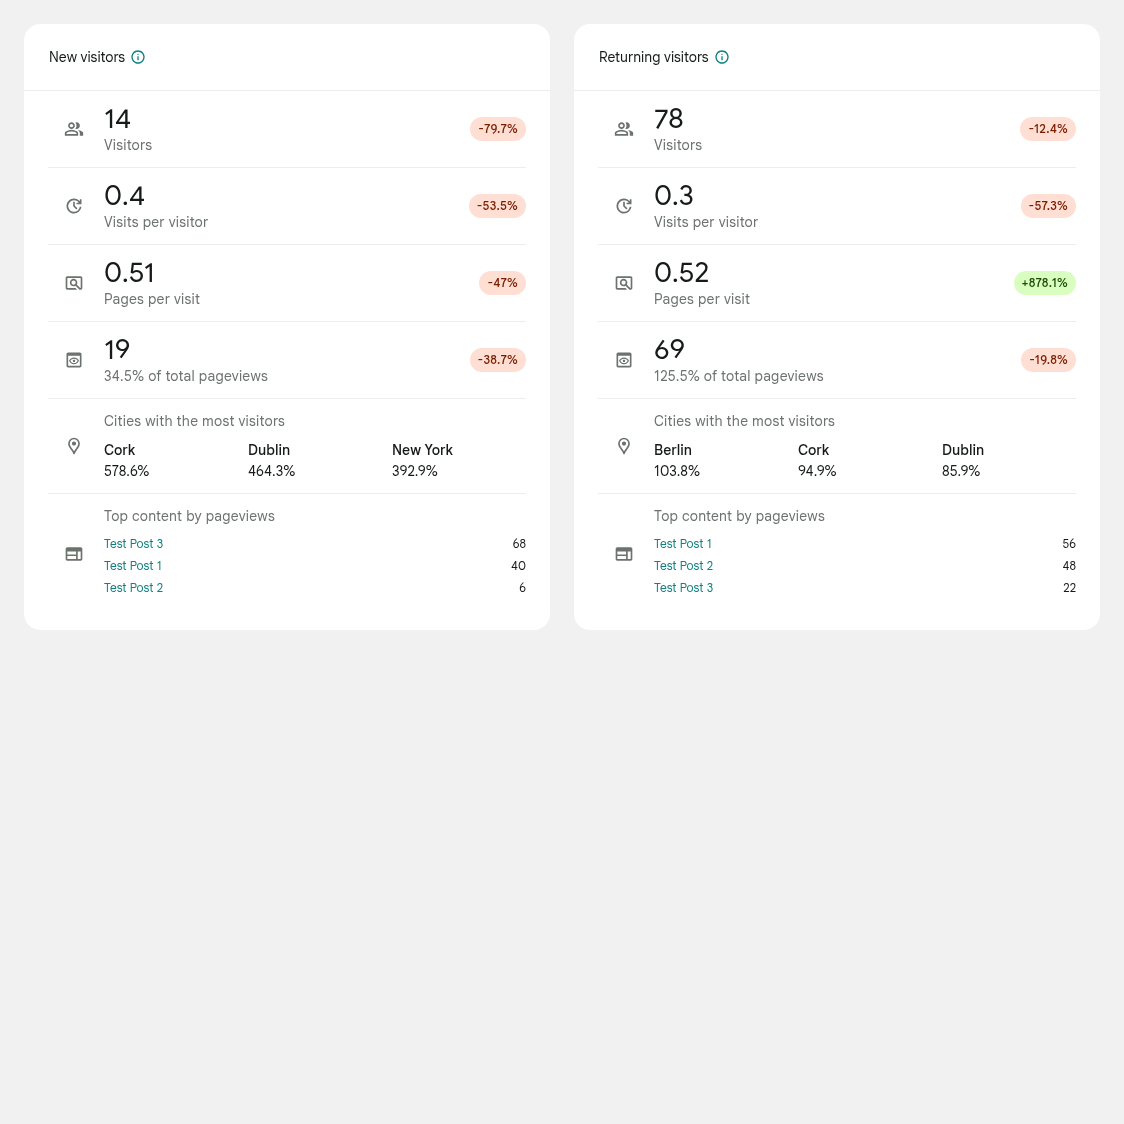 New visitors
14
Visitors
-79.7%
0.4
Visits per visitor
-53.5%
0.51
Pages per visit
-47%
19
34.5% of total pageviews
-38.7%
Cities with the most visitors
Cork Dublin New York
578.6% 464.3% 392.9%
Top content by pageviews
Test Post 3 68
Test Post 1 40
Test Post 2 6
Returning visitors
78
Visitors
-12.4%
0.3
Visits per visitor
-57.3%
0.52
Pages per visit
+878.1%
69
125.5% of total pageviews
-19.8%
Cities with the most visitors
Berlin Cork Dublin
103.8% 94.9% 85.9%
Top content by pageviews
Test Post 1 56
Test Post 2 48
Test Post 3 22